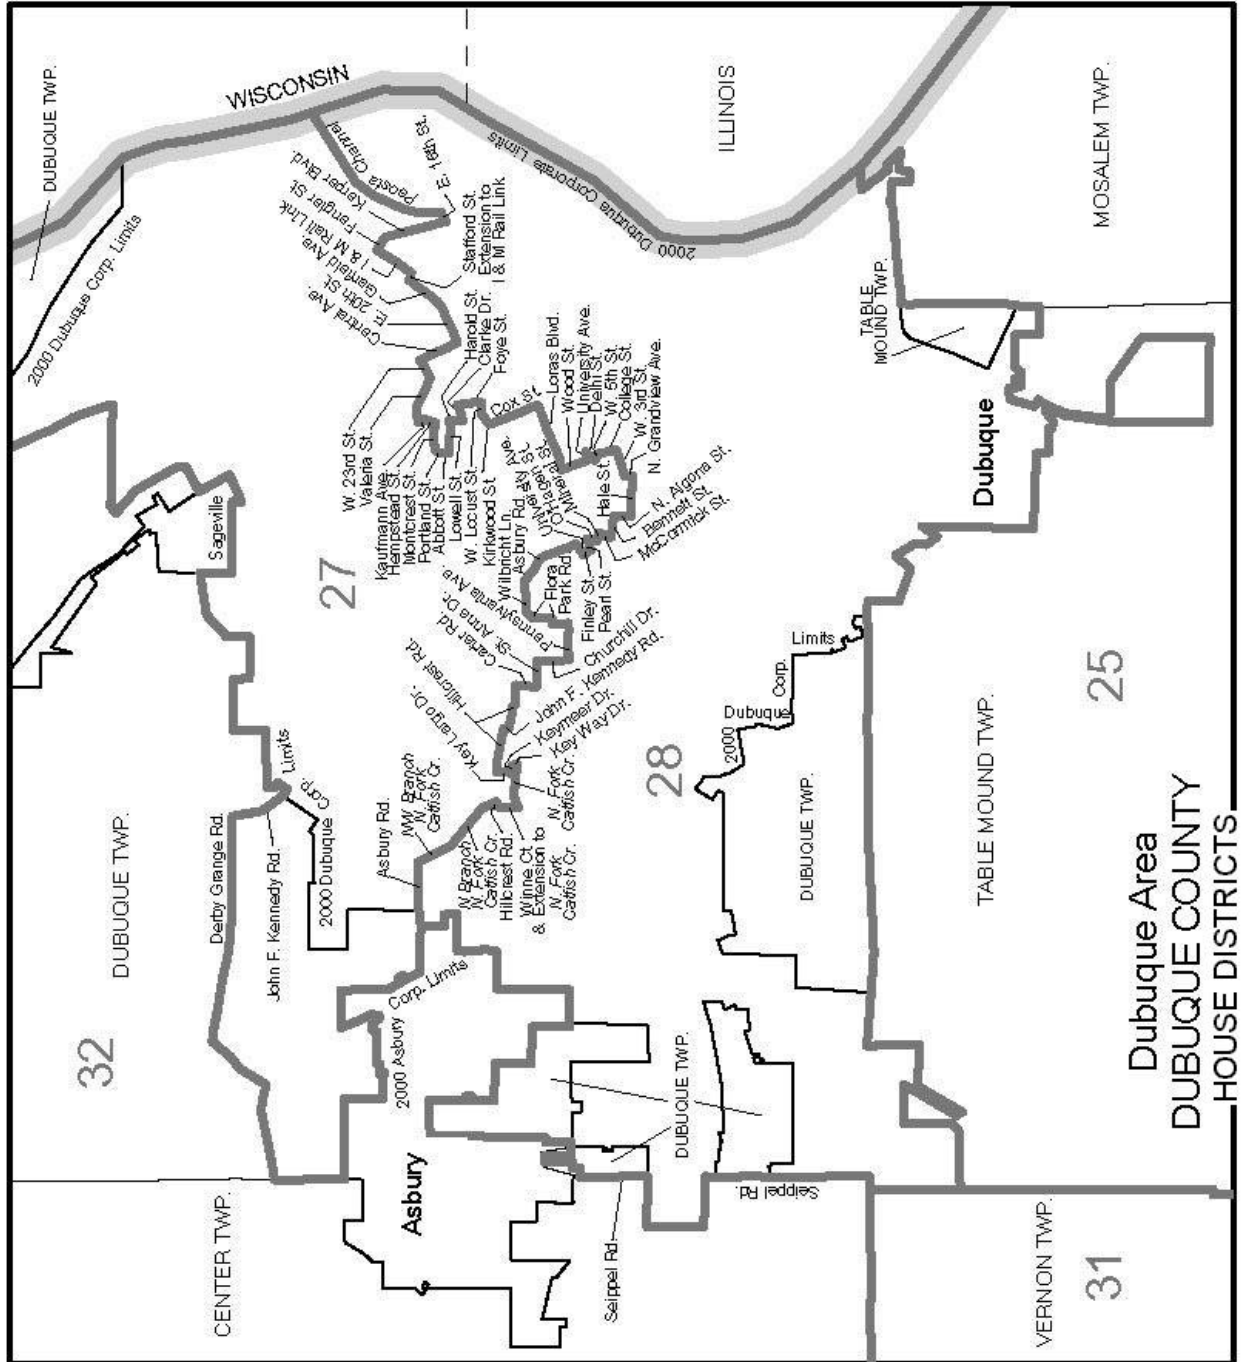 DUBUQUE TWP.
WISCONSIN
ILLINOIS
MOSALEM TWP.
2000 Dubuque Corp. Limits
Peosta Channel
E. 16th St.
Kerper Blvd.
Fengler St.
I & M Rail Link
Garfield Ave.
E. 20th St.
Central Ave.
Stafford St.
Extension to
I & M Rail Link
2000 Dubuque Corporate Limits
Harold St.
Clarke Dr.
Foye St.
TABLE
MOUND TWP.
W. 23rd St.
Valeria St.
Kaufmann Ave.
Hempstead St.
Montcrest St.
Portland St.
Abbott St.
Lowell St.
W. Locust St.
Kirkwood St.
Cox St.
Loras Blvd.
Wood St.
University Ave.
Delhi St.
W. 5th St.
College St.
W. 3rd St.
N. Grandview Ave.
Hale St.
N. Algona St.
Bennett St.
McCormick St.
Mineral St.
O'Hagen St.
University Ave.
Asbury Rd.
Wilbricht Ln.
Flora
Park Rd.
Finley St.
Pearl St.
Pennsylvania Ave.
St. Anne Dr.
Carter Rd.
Hillcrest Rd.
Key Largo Dr.
Churchill Dr.
John F. Kennedy Rd.
Keymeer Dr.
Key Way Dr.
Sageville
27
Dubuque
NW. Branch
N. Fork
Catfish Cr.
N. Fork
Catfish Cr.
Asbury Rd.
N Branch
N. Fork
Catfish Cr.
Hillcrest Rd.
Winne Ct.
& Extension to
N. Fork
Catfish Cr.
28
2000 Dubuque Corp. Limits
25
DUBUQUE TWP.
Derby Grange Rd.
John F. Kennedy Rd.
2000 Dubuque Corp. Limits
DUBUQUE TWP.
TABLE MOUND TWP.
32
2000 Asbury Corp. Limits
DUBUQUE TWP.
Asbury
Seippel Rd.
Seippel Rd.
CENTER TWP.
VERNON TWP.
31
Dubuque Area
DUBUQUE COUNTY
HOUSE DISTRICTS